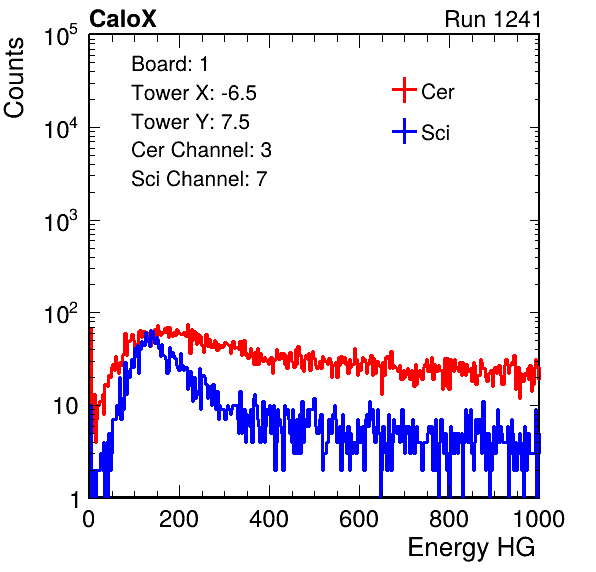 CaloX Run 1241
Counts
Board: 1
Tower X: -6.5
Tower Y: 7.5
Cer Channel: 3
Sci Channel: 7
Cer
Sci
10^5
10^4
10^3
10^2
10
1
0 200 400 600 800 1000
Energy HG